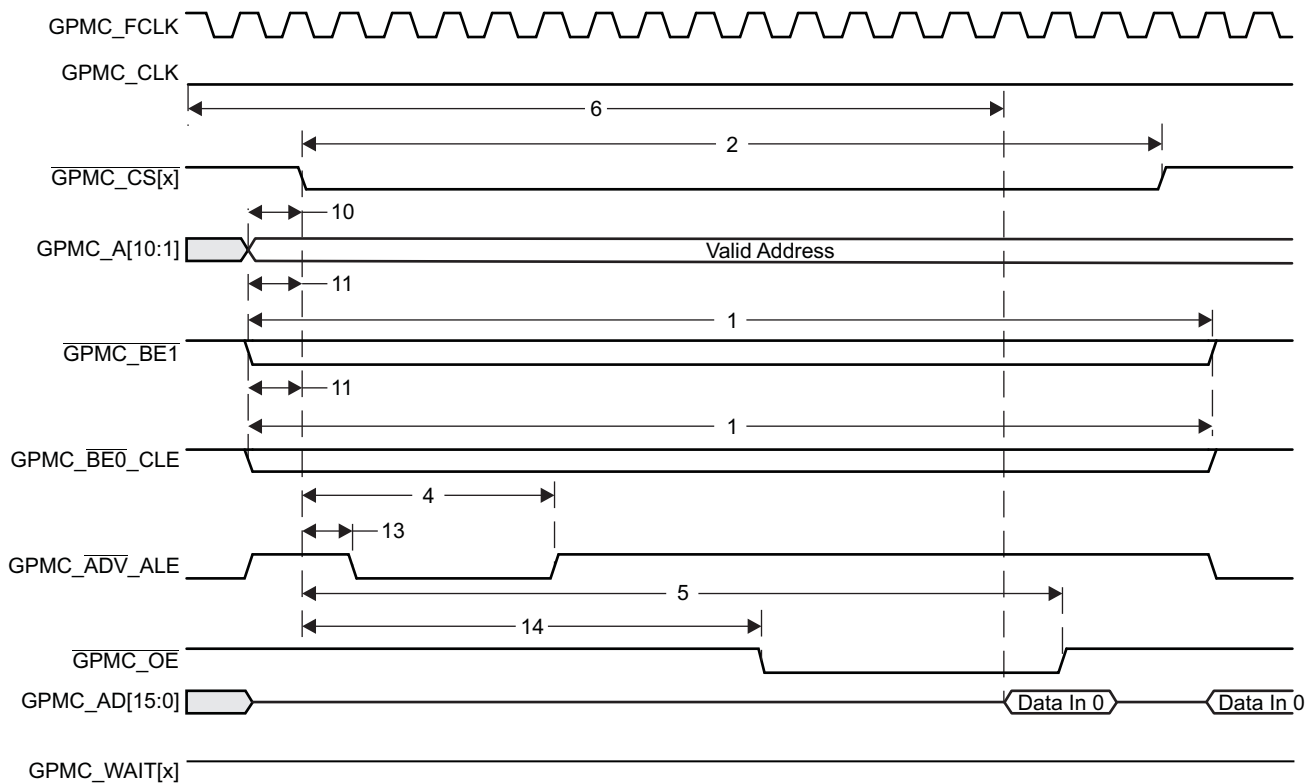 GPMC_FCLK
GPMC_CLK
6
2
GPMC_CS[x]
10
GPMC_A[10:1]
Valid Address
11
1
GPMC_BE1
11
1
GPMC_BE0_CLE
4
13
GPMC_ADV_ALE
5
14
GPMC_OE
GPMC_AD[15:0]
Data In 0
Data In 0
GPMC_WAIT[x]